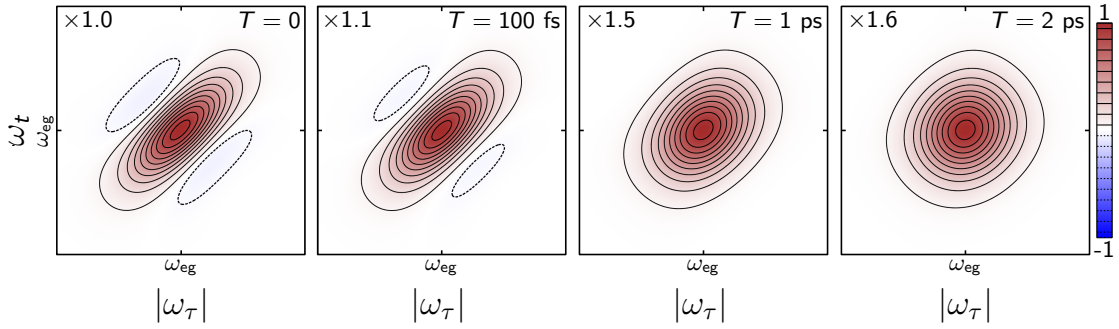 ×1.0 T = 0
×1.1 T = 100 fs
×1.5 T = 1 ps
×1.6 T = 2 ps
1
-1
ω_t
ω_eg
ω_eg
ω_eg
ω_eg
ω_eg
|ω_τ|
|ω_τ|
|ω_τ|
|ω_τ|